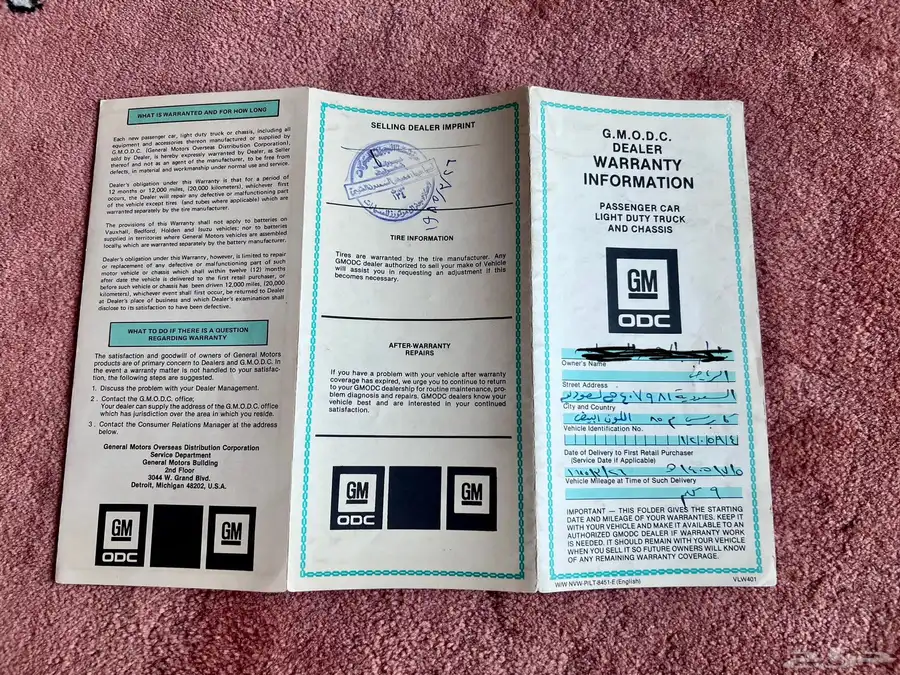 WHAT IS WARRANTED AND FOR HOW LONG
Each new passenger car, light duty truck or chassis, including all
equipment and accessories thereon manufactured or supplied by
G.M.O.D.C. (General Motors Overseas Distribution Corporation),
sold by Dealer, is hereby expressly warranted by Dealer, as Seller
thereof and not as an agent of the manufacturer, to be free from
defects, in material and workmanship under normal use and service.
Dealer's obligation under this Warranty is that for a period of
12 months or 12,000 miles, (20,000 kilometers), whichever first
occurs, the Dealer will repair any defective or malfunctioning part
of the vehicle except tires (and tubes where applicable) which are
warranted separately by the tire manufacturer.
The provisions of this Warranty shall not apply to batteries on
Vauxhall, Bedford, Holden and Isuzu vehicles; nor to batteries
supplied in territories where General Motors vehicles are assembled
locally, which are warranted separately by the battery manufacturer.
Dealer's obligation under this Warranty, however, is limited to repair
or replacement of any defective or malfunctioning part of such
motor vehicle or chassis which shall within twelve (12) months
after date the vehicle is delivered to the first retail purchaser, or
before such vehicle or chassis has been driven 12,000 miles, (20,000
kilometers), whichever event shall first occur, be returned to Dealer
at Dealer's place of business and which Dealer's examination shall
disclose to its satisfaction to have been defective.
WHAT TO DO IF THERE IS A QUESTION
REGARDING WARRANTY
The satisfaction and goodwill of owners of General Motors
products are of primary concern to Dealers and G.M.O.D.C. In
the event a warranty matter is not handled to your satisfac-
tion, the following steps are suggested.
1. Discuss the problem with your Dealer Management.
2. Contact the G.M.O.D.C. office;
Your dealer can supply the address of the G.M.O.D.C. office
which has jurisdiction over the area in which you reside.
3. Contact the Consumer Relations Manager at the address
below.
General Motors Overseas Distribution Corporation
Service Department
General Motors Building
2nd Floor
3044 W. Grand Blvd.
Detroit, Michigan 48202, U.S.A.
GM
ODC
GM
SELLING DEALER IMPRINT
TIRE INFORMATION
Tires are warranted by the tire manufacturer. Any
GMODC dealer authorized to sell your make of Vehicle
will assist you in requesting an adjustment if this
becomes necessary.
AFTER-WARRANTY
REPAIRS
If you have a problem with your vehicle after warranty
coverage has expired, we urge you to continue to return
to your GMODC dealership for routine maintenance, pro-
blem diagnosis and repairs. GMODC dealers know your
vehicle best and are interested in your continued
satisfaction.
GM
ODC
GM
G.M.O.D.C.
DEALER
WARRANTY
INFORMATION
PASSENGER CAR
LIGHT DUTY TRUCK
AND CHASSIS
GM
ODC
Owner's Name
الرياض
Street Address
City and Country
Vehicle Identification No.
Date of Delivery to First Retail Purchaser
(Service Date if Applicable)
Vehicle Mileage at Time of Such Delivery
٩ كم
IMPORTANT — THIS FOLDER GIVES THE STARTING
DATE AND MILEAGE OF YOUR WARRANTIES. KEEP IT
WITH YOUR VEHICLE AND MAKE IT AVAILABLE TO AN
AUTHORIZED GMODC DEALER IF WARRANTY WORK
IS NEEDED. IT SHOULD REMAIN WITH YOUR VEHICLE
WHEN YOU SELL IT SO FUTURE OWNERS WILL KNOW
OF ANY REMAINING WARRANTY COVERAGE.
W/W NVW-P/LT-8451-E (English)
VLW401